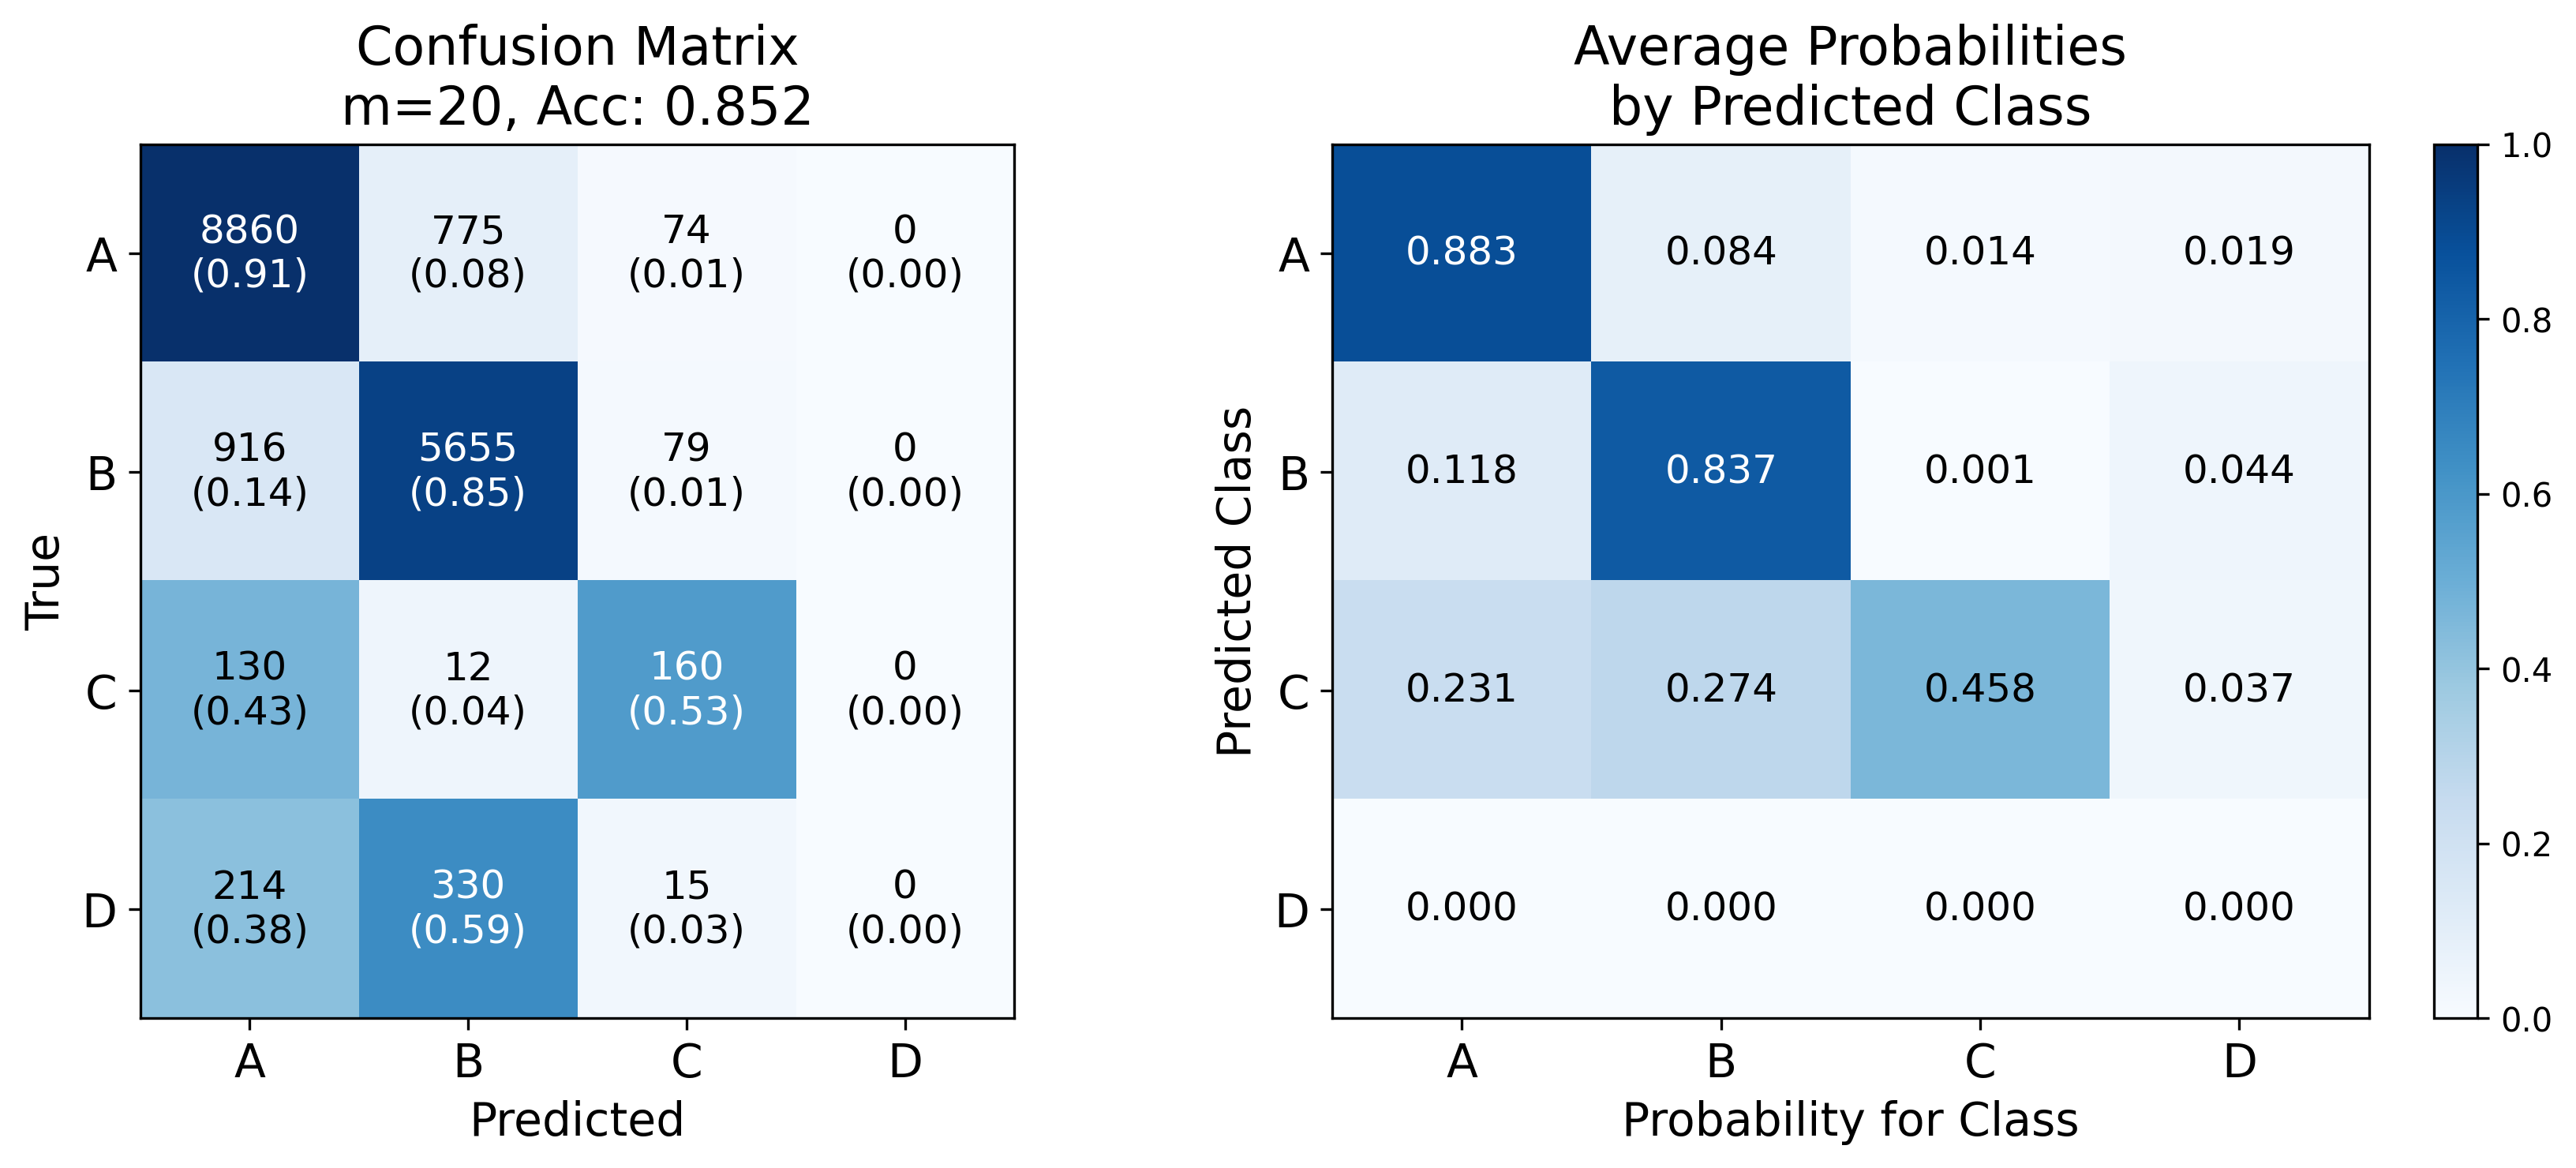 Confusion Matrix
m=20, Acc: 0.852
True
A
8860 775 74 0
(0.91) (0.08) (0.01) (0.00)
B
916 5655 79 0
(0.14) (0.85) (0.01) (0.00)
C
130 12 160 0
(0.43) (0.04) (0.53) (0.00)
D
214 330 15 0
(0.38) (0.59) (0.03) (0.00)
A B C D
Predicted
Average Probabilities
by Predicted Class
Predicted Class
A 0.883 0.084 0.014 0.019
B 0.118 0.837 0.001 0.044
C 0.231 0.274 0.458 0.037
D 0.000 0.000 0.000 0.000
A B C D
Probability for Class
1.0
0.8
0.6
0.4
0.2
0.0